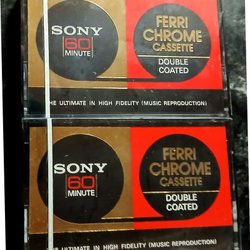 SONY
60
MINUTE
FERRI
CHROME
CASSETTE
DOUBLE
COATED
THE ULTIMATE IN HIGH FIDELITY (MUSIC REPRODUCTION)
SONY
60
MINUTE
FERRI
CHROME
CASSETTE
DOUBLE
COATED
THE ULTIMATE IN HIGH FIDELITY (MUSIC REPRODUCTION)